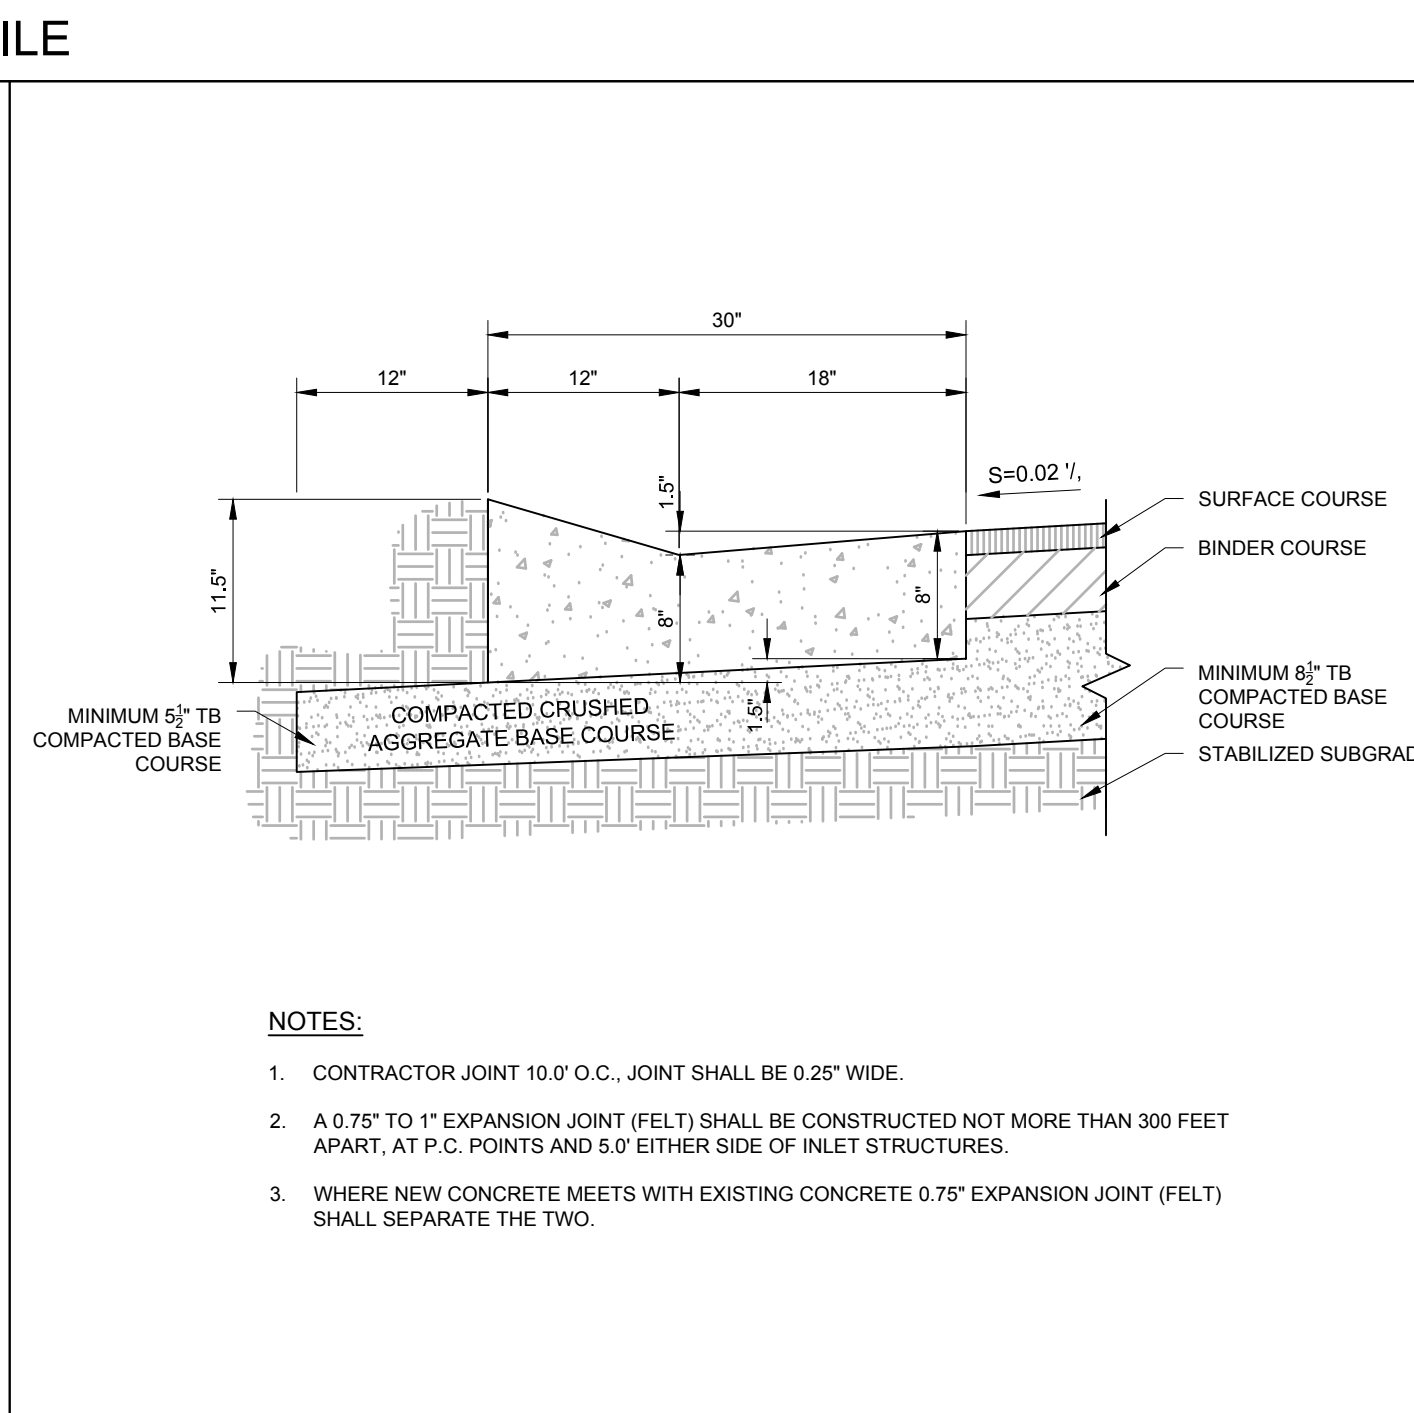 ILE
30"
12"
12"
18"
S=0.02 '/,
1.5"
SURFACE COURSE
BINDER COURSE
11.5"
8"
8"
1.5"
MINIMUM 8½" TB
COMPACTED BASE
COURSE
STABILIZED SUBGRAD
MINIMUM 5½" TB
COMPACTED BASE
COURSE
COMPACTED CRUSHED
AGGREGATE BASE COURSE
NOTES:
1. CONTRACTOR JOINT 10.0' O.C., JOINT SHALL BE 0.25" WIDE.
2. A 0.75" TO 1" EXPANSION JOINT (FELT) SHALL BE CONSTRUCTED NOT MORE THAN 300 FEET
APART, AT P.C. POINTS AND 5.0' EITHER SIDE OF INLET STRUCTURES.
3. WHERE NEW CONCRETE MEETS WITH EXISTING CONCRETE 0.75" EXPANSION JOINT (FELT)
SHALL SEPARATE THE TWO.